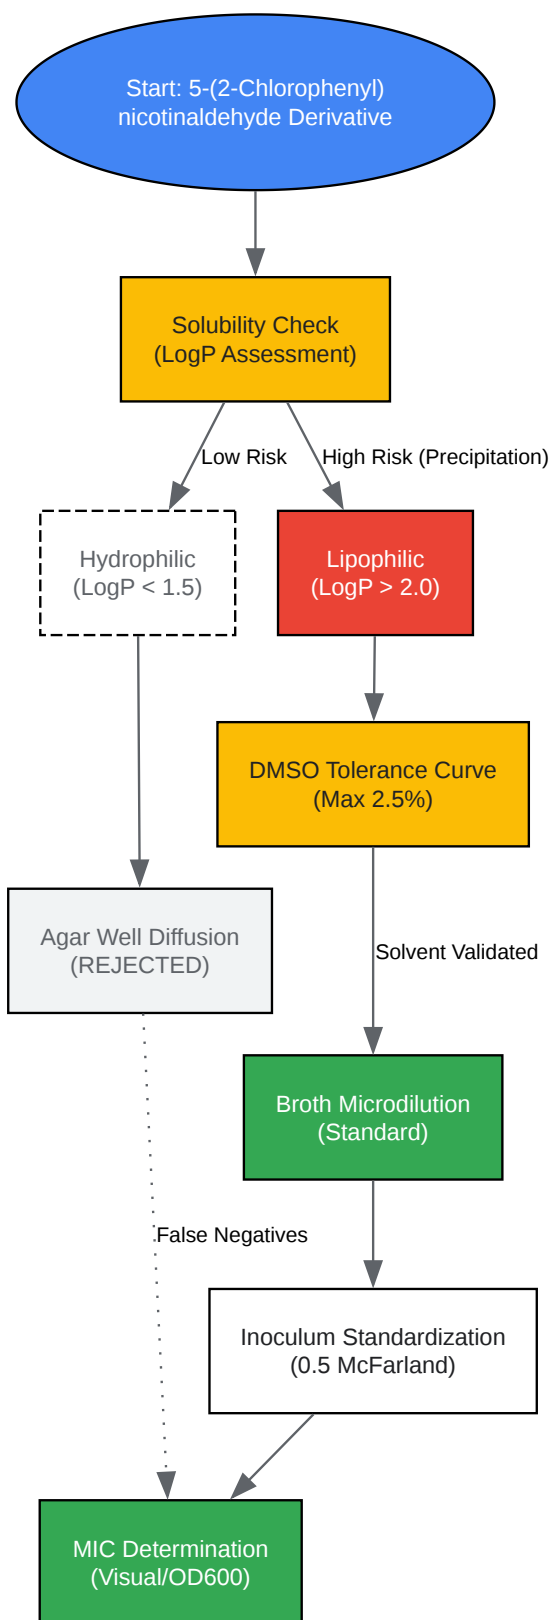 Start: 5-(2-Chlorophenyl)
nicotinaldehyde Derivative
Solubility Check
(LogP Assessment)
Low Risk
High Risk (Precipitation)
Hydrophilic
(LogP < 1.5)
Lipophilic
(LogP > 2.0)
DMSO Tolerance Curve
(Max 2.5%)
Agar Well Diffusion
(REJECTED)
Solvent Validated
Broth Microdilution
(Standard)
False Negatives
Inoculum Standardization
(0.5 McFarland)
MIC Determination
(Visual/OD600)